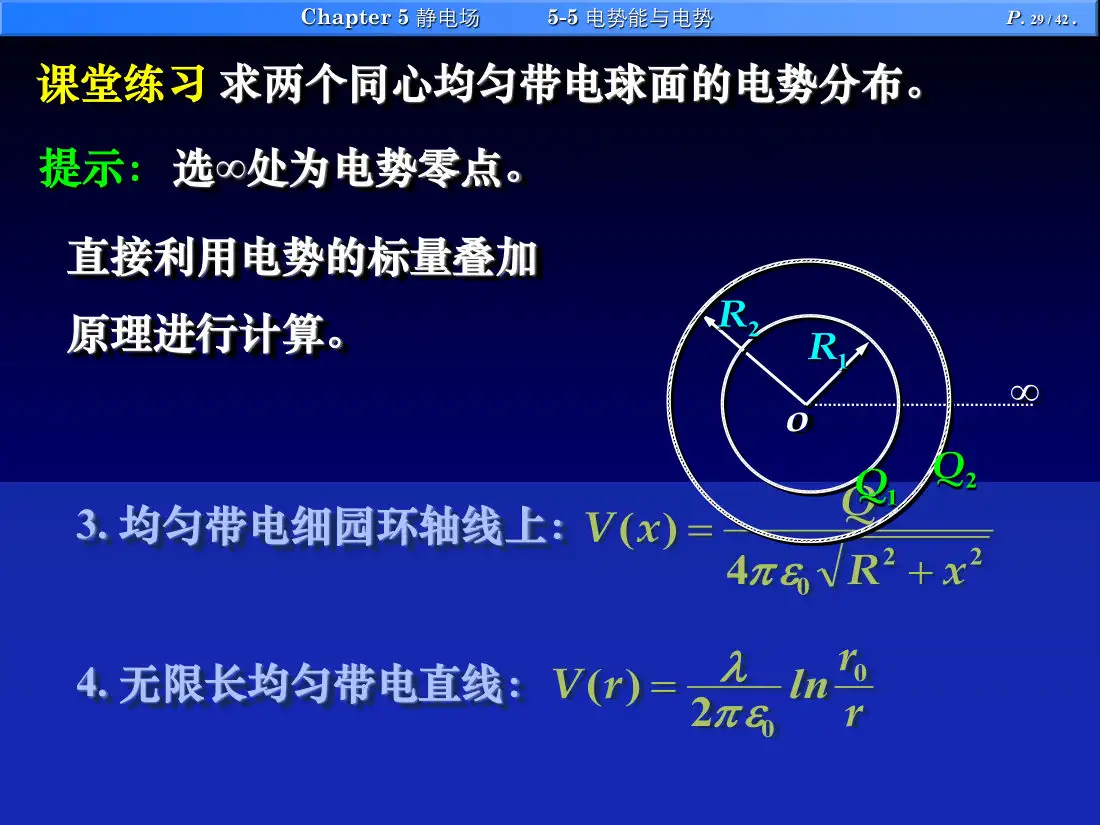 Chapter 5 静电场 5-5 电势能与电势 P. 29 / 42 .
课堂练习 求两个同心均匀带电球面的电势分布。
提示： 选∞处为电势零点。
直接利用电势的标量叠加
原理进行计算。
R₂
R₁
∞
o
Q₂
Q₁
3. 均匀带电细园环轴线上： V(x) = Q / 4πε₀√R² + x²
4. 无限长均匀带电直线： V(r) = λ / 2πε₀ ln r₀ / r